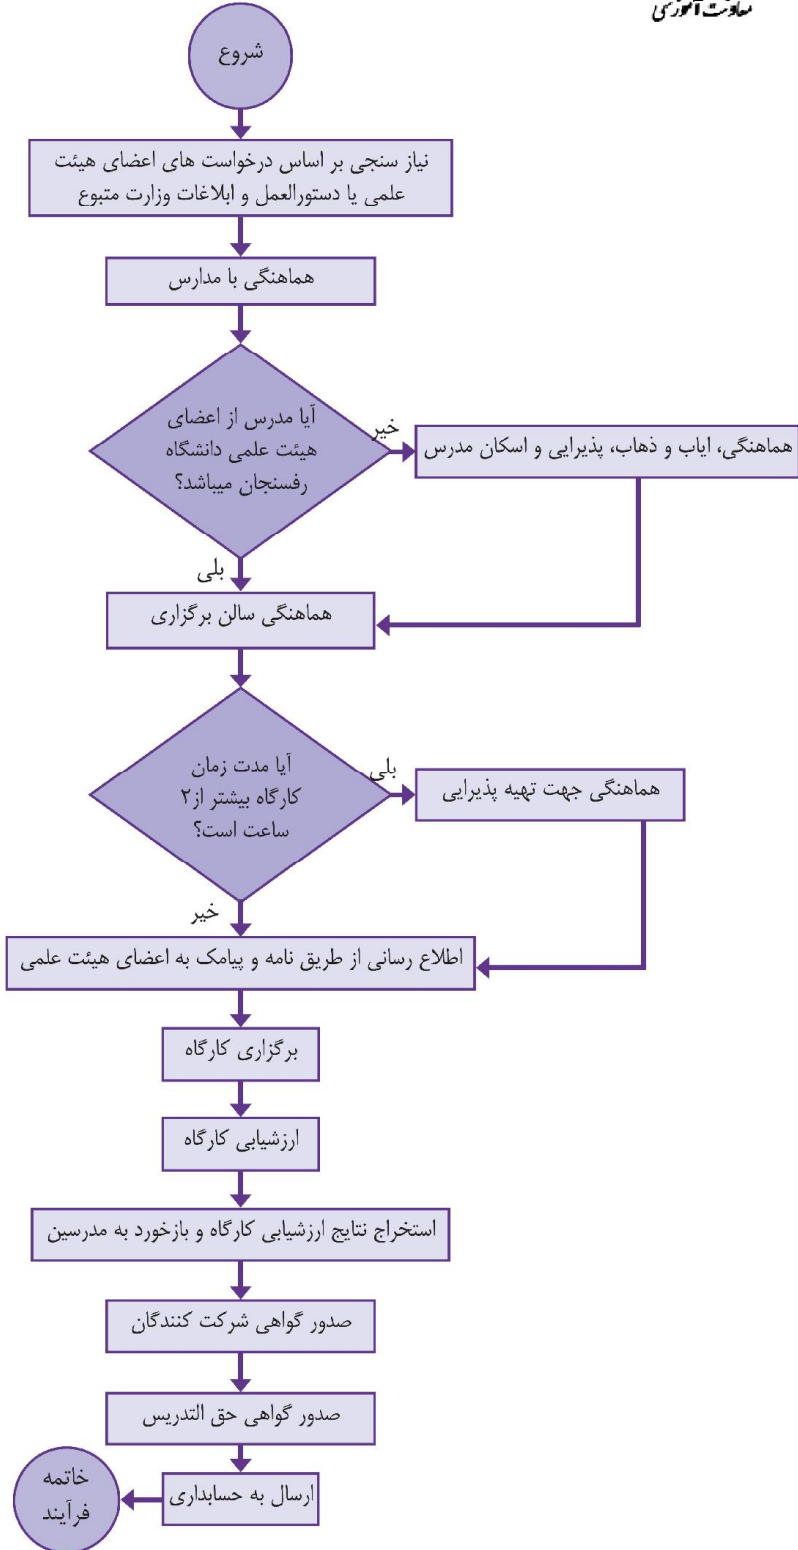 معاونت آموزشی
شروع
نیاز سنجی بر اساس درخواست های اعضای هیئت
علمی یا دستورالعمل و ابلاغات وزارت متبوع
هماهنگی با مدارس
آیا مدرس از اعضای
هیئت علمی دانشگاه
رفسنجان میباشد؟
خیر
هماهنگی، ایاب و ذهاب، پذیرایی و اسکان مدرس
بلی
هماهنگی سالن برگزاری
آیا مدت زمان
کارگاه بیشتر از۲
ساعت است؟
بلی
هماهنگی جهت تهیه پذیرایی
خیر
اطلاع رسانی از طریق نامه و پیامک به اعضای هیئت علمی
برگزاری کارگاه
ارزشیابی کارگاه
استخراج نتایج ارزشیابی کارگاه و بازخورد به مدرسین
صدور گواهی شرکت کنندگان
صدور گواهی حق التدریس
ارسال به حسابداری
خاتمه
فرآیند